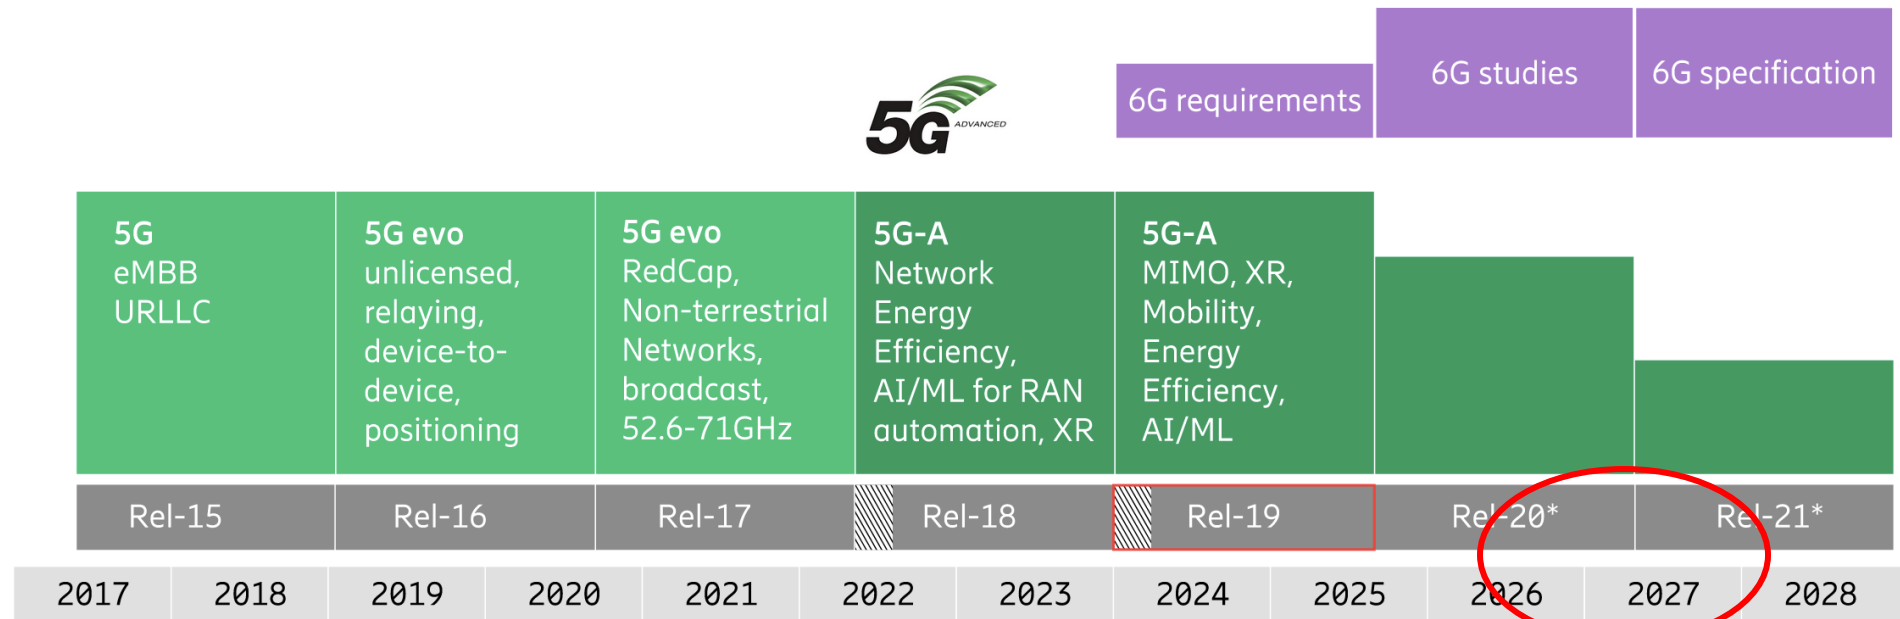 6G requirements
6G studies
6G specification
5G
ADVANCED
5G
eMBB
URLLC
5G evo
unlicensed,
relaying,
device-to-
device,
positioning
5G evo
RedCap,
Non-terrestrial
Networks,
broadcast,
52.6-71GHz
5G-A
Network
Energy
Efficiency,
AI/ML for RAN
automation, XR
5G-A
MIMO, XR,
Mobility,
Energy
Efficiency,
AI/ML
Rel-15
Rel-16
Rel-17
Rel-18
Rel-19
Rel-20*
Rel-21*
2017
2018
2019
2020
2021
2022
2023
2024
2025
2026
2027
2028